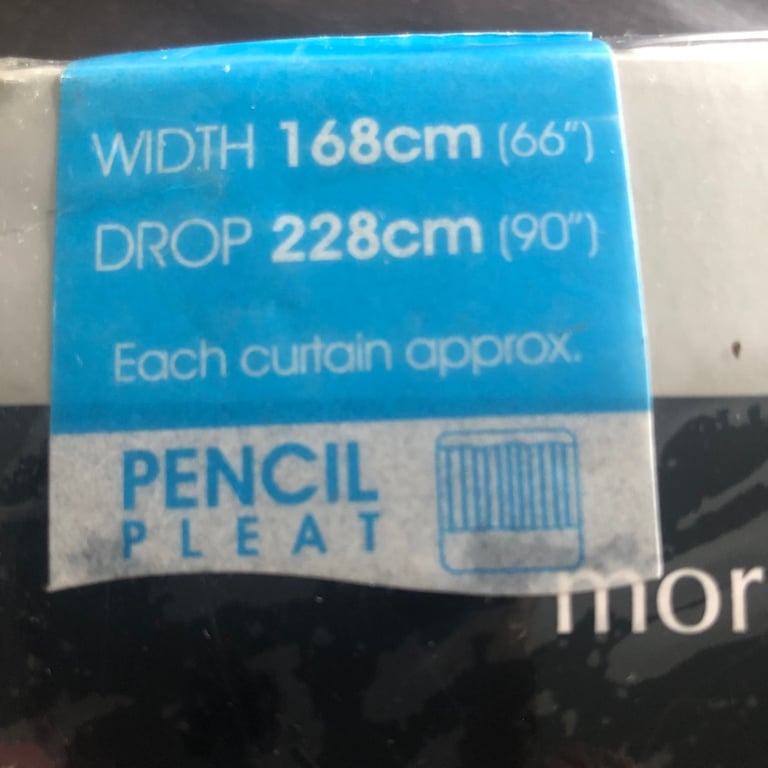 WIDTH 168cm (66")
DROP 228cm (90")
Each curtain approx.
PENCIL
PLEAT
mor